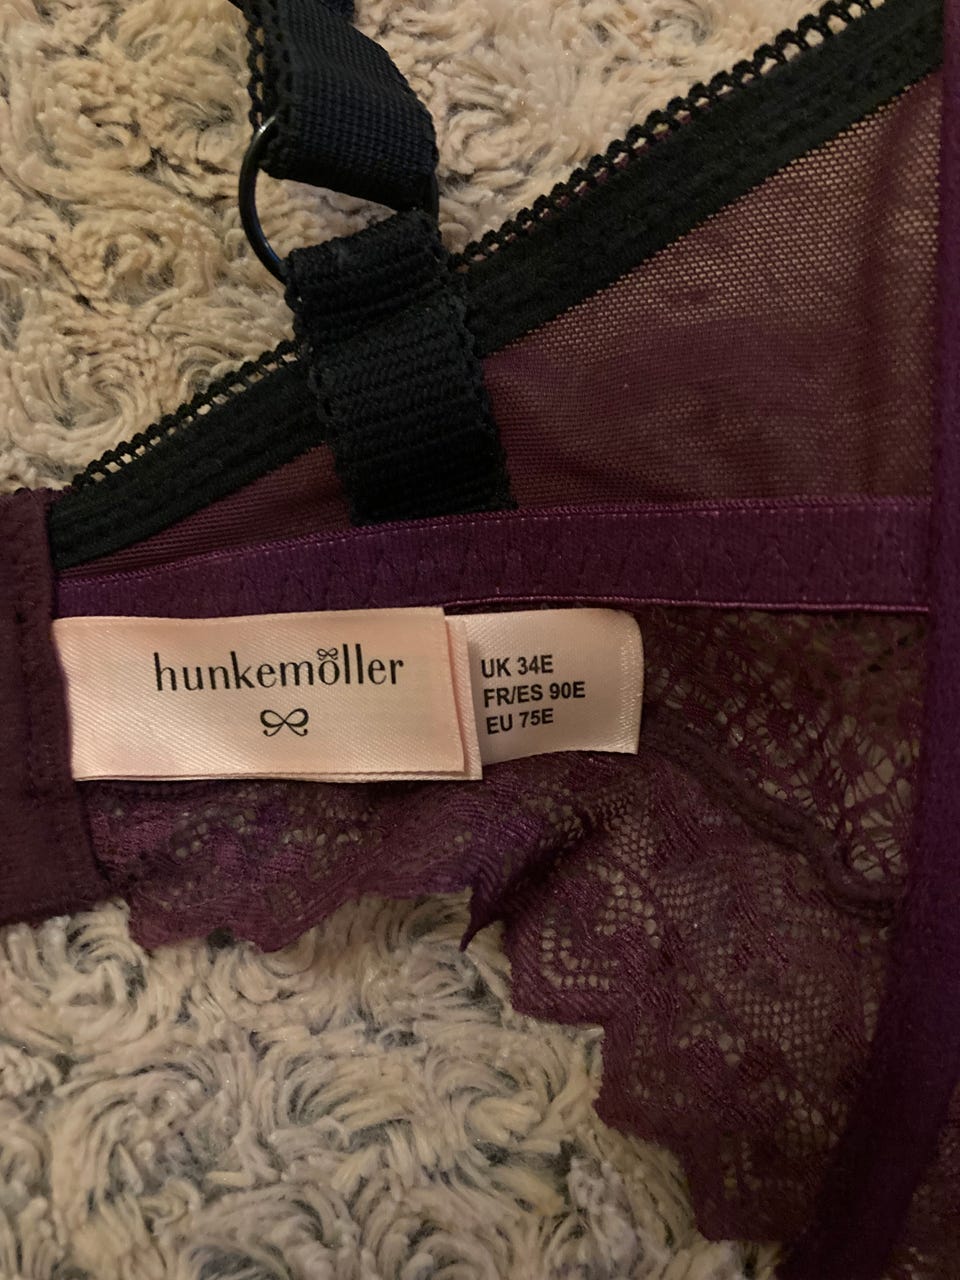 hunkemöller
UK 34E
FR/ES 90E
EU 75E